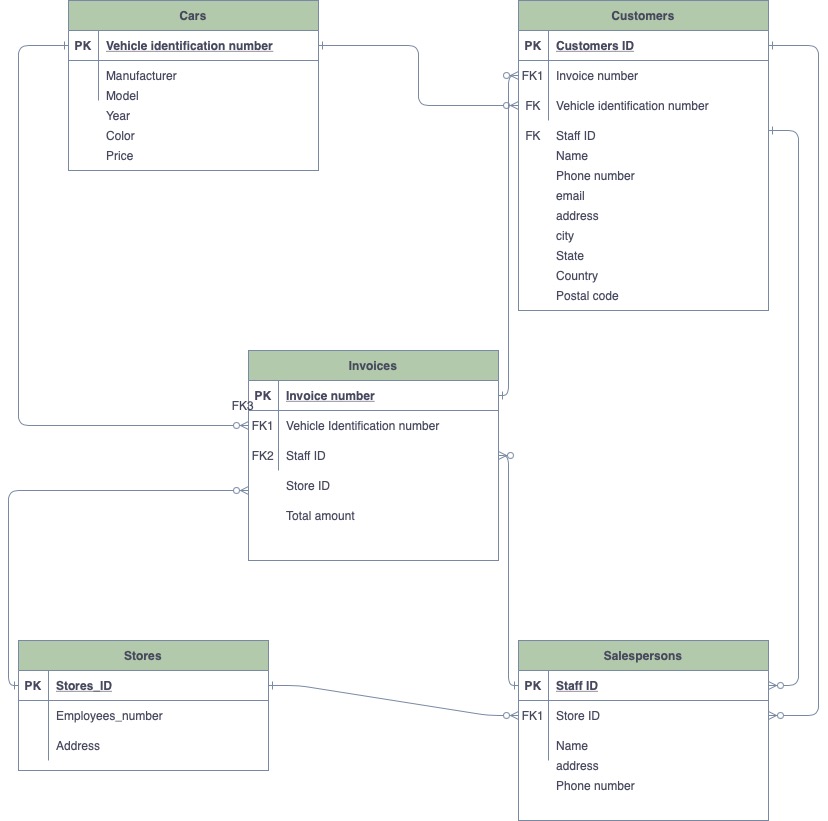 Cars
PK Vehicle identification number
Manufacturer
Model
Year
Color
Price
Customers
PK Customers ID
FK1 Invoice number
FK Vehicle identification number
FK Staff ID
Name
Phone number
email
address
city
State
Country
Postal code
Invoices
PK Invoice number
FK3
FK1 Vehicle Identification number
FK2 Staff ID
Store ID
Total amount
Stores
PK Stores_ID
Employees_number
Address
Salespersons
PK Staff ID
FK1 Store ID
Name
address
Phone number